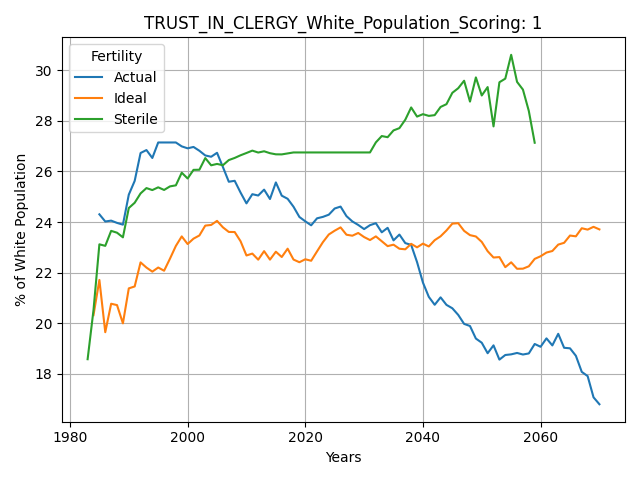 TRUST_IN_CLERGY_White_Population_Scoring: 1
Fertility
Actual
Ideal
Sterile
% of White Population
30
28
26
24
22
20
18
1980
2000
2020
2040
2060
Years